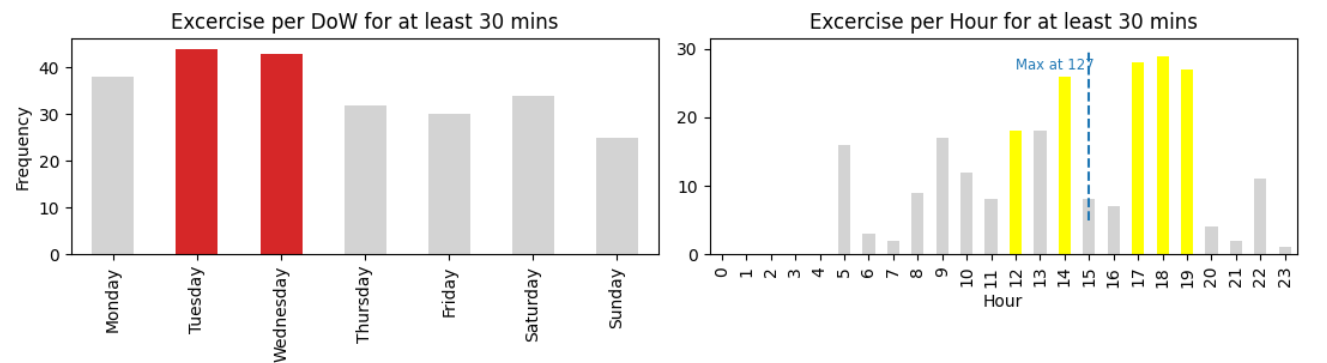 Excercise per DoW for at least 30 mins
Frequency
40
30
20
10
0
Monday
Tuesday
Wednesday
Thursday
Friday
Saturday
Sunday
Excercise per Hour for at least 30 mins
Max at 127
30
20
10
0
0 1 2 3 4 5 6 7 8 9 10 11 12 13 14 15 16 17 18 19 20 21 22 23
Hour